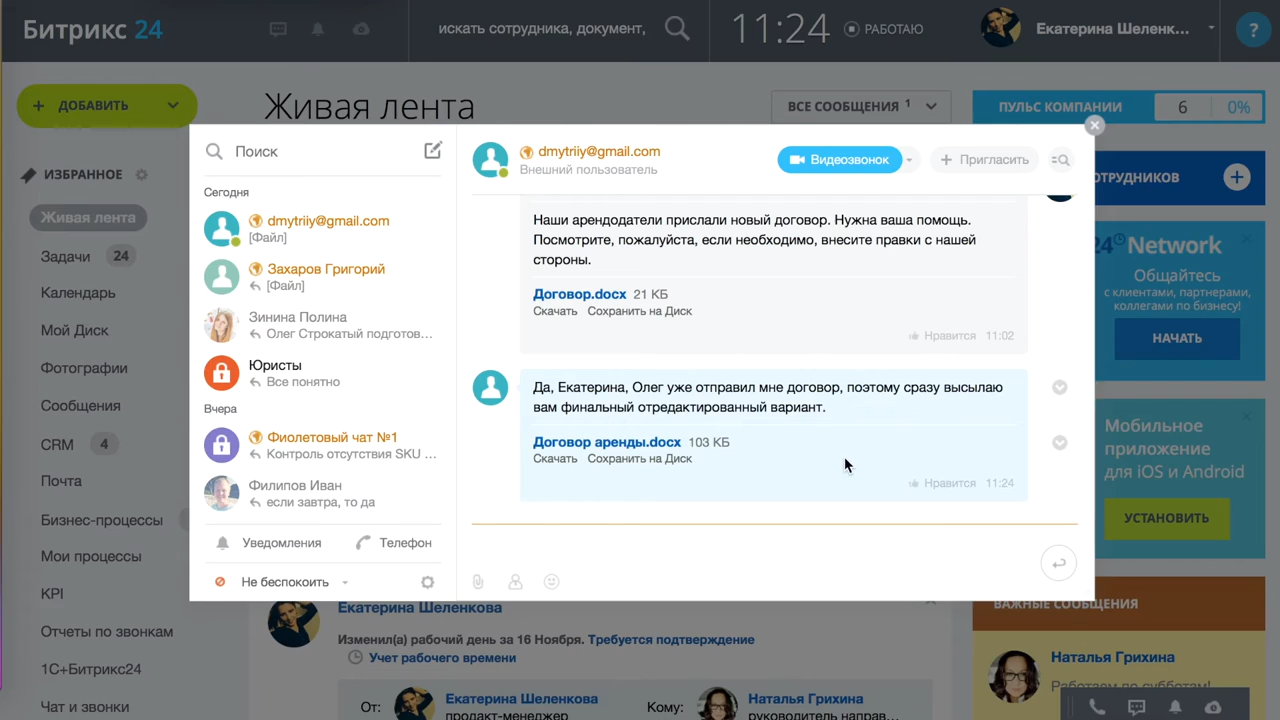 Битрикс 24
искать сотрудника, документ,
11:24
РАБОТАЮ
Екатерина Шеленк...
?
+ ДОБАВИТЬ
Живая лента
ВСЕ СООБЩЕНИЯ 1
ПУЛЬС КОМПАНИИ
6
0%
ИЗБРАННОЕ
Живая лента
Задачи 24
Календарь
Мой Диск
Фотографии
Сообщения
CRM 4
Почта
Бизнес-процессы
Мои процессы
KPI
Отчеты по звонкам
1С+Битрикс24
Чат и звонки
Поиск
Сегодня
dmytriiy@gmail.com
[Файл]
Захаров Григорий
[Файл]
Зинина Полина
Олег Строкатый подготов...
Юристы
Все понятно
Вчера
Фиолетовый чат №1
Контроль отсутствия SKU ...
Филипов Иван
если завтра, то да
Уведомления
Телефон
Не беспокоить
dmytriiy@gmail.com
Внешний пользователь
Видеозвонок
+ Пригласить
Наши арендодатели прислали новый договор. Нужна ваша помощь.
Посмотрите, пожалуйста, если необходимо, внесите правки с нашей
стороны.
Договор.docx 21 КБ
Скачать Сохранить на Диск
Нравится 11:02
Да, Екатерина, Олег уже отправил мне договор, поэтому сразу высылаю
вам финальный отредактированный вариант.
Договор аренды.docx 103 КБ
Скачать Сохранить на Диск
Нравится 11:24
Екатерина Шеленкова
Изменил(а) рабочий день за 16 Ноября. Требуется подтверждение
Учет рабочего времени
От:
Екатерина Шеленкова
продакт-менеджер
Кому:
Наталья Грихина
руководитель направ...
ОТРУДНИКОВ
24 Network
Общайтесь
с клиентами, партнерами,
коллегами по бизнесу!
НАЧАТЬ
Мобильное
приложение
для iOS и Android
УСТАНОВИТЬ
ВАЖНЫЕ СООБЩЕНИЯ
Наталья Грихина
Работаем по субботам!